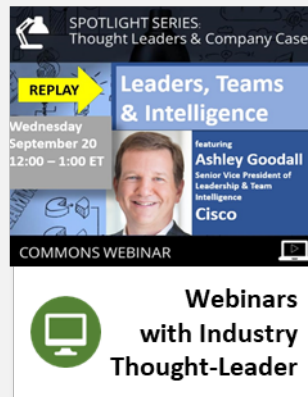 SPOTLIGHT SERIES:
Thought Leaders & Company Case
REPLAY
Leaders, Teams
& Intelligence
Wednesday
September 20
12:00 – 1:00 ET
featuring
Ashley Goodall
Senior Vice President of
Leadership & Team
Intelligence
Cisco
COMMONS WEBINAR
Webinars
with Industry
Thought-Leader